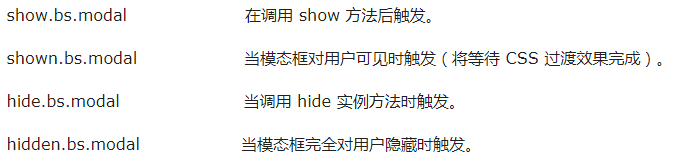 show.bs.modal 在调用 show 方法后触发。
shown.bs.modal 当模态框对用户可见时触发（将等待 CSS 过渡效果完成）。
hide.bs.modal 当调用 hide 实例方法时触发。
hidden.bs.modal 当模态框完全对用户隐藏时触发。